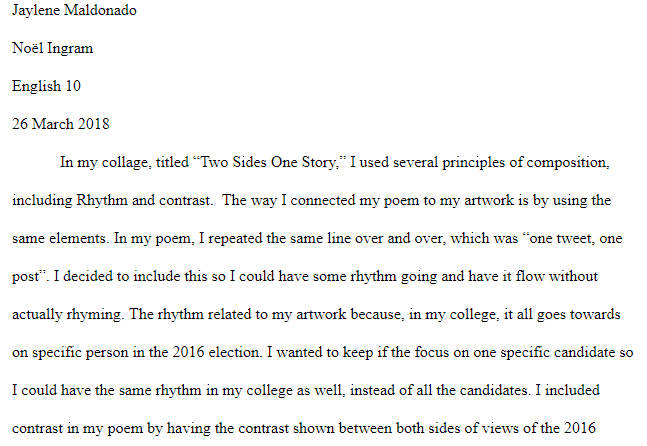 Jaylene Maldonado
Noël Ingram
English 10
26 March 2018
In my collage, titled “Two Sides One Story,” I used several principles of composition,
including Rhythm and contrast.  The way I connected my poem to my artwork is by using the
same elements. In my poem, I repeated the same line over and over, which was “one tweet, one
post”. I decided to include this so I could have some rhythm going and have it flow without
actually rhyming. The rhythm related to my artwork because, in my college, it all goes towards
on specific person in the 2016 election. I wanted to keep if the focus on one specific candidate so
I could have the same rhythm in my college as well, instead of all the candidates. I included
contrast in my poem by having the contrast shown between both sides of views of the 2016